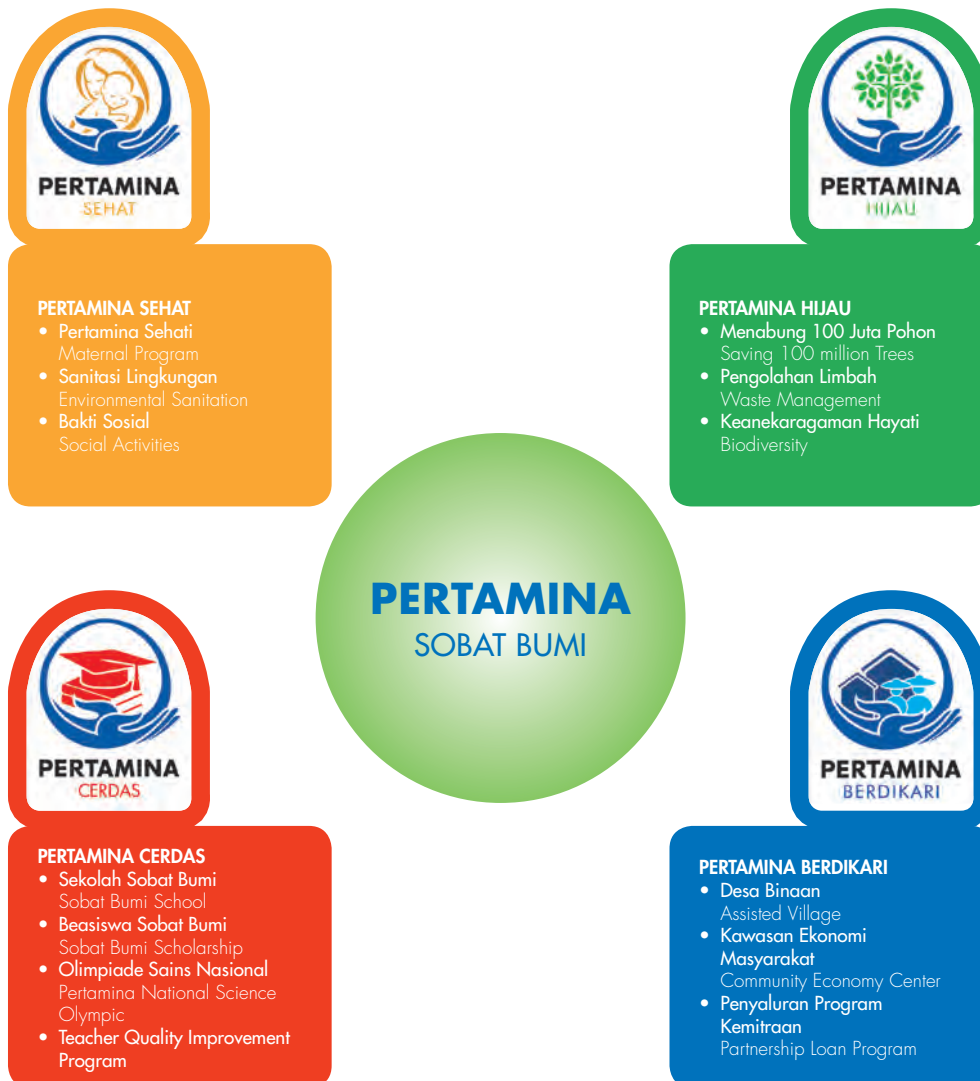 PERTAMINA
SEHAT
PERTAMINA SEHAT
• Pertamina Sehati
Maternal Program
• Sanitasi Lingkungan
Environmental Sanitation
• Bakti Sosial
Social Activities
PERTAMINA
HIJAU
PERTAMINA HIJAU
• Menabung 100 Juta Pohon
Saving 100 million Trees
• Pengolahan Limbah
Waste Management
• Keanekaragaman Hayati
Biodiversity
PERTAMINA
SOBAT BUMI
PERTAMINA
CERDAS
PERTAMINA CERDAS
• Sekolah Sobat Bumi
Sobat Bumi School
• Beasiswa Sobat Bumi
Sobat Bumi Scholarship
• Olimpiade Sains Nasional
Pertamina National Science
Olympic
• Teacher Quality Improvement
Program
PERTAMINA
BERDIKARI
PERTAMINA BERDIKARI
• Desa Binaan
Assisted Village
• Kawasan Ekonomi
Masyarakat
Community Economy Center
• Penyaluran Program
Kemitraan
Partnership Loan Program